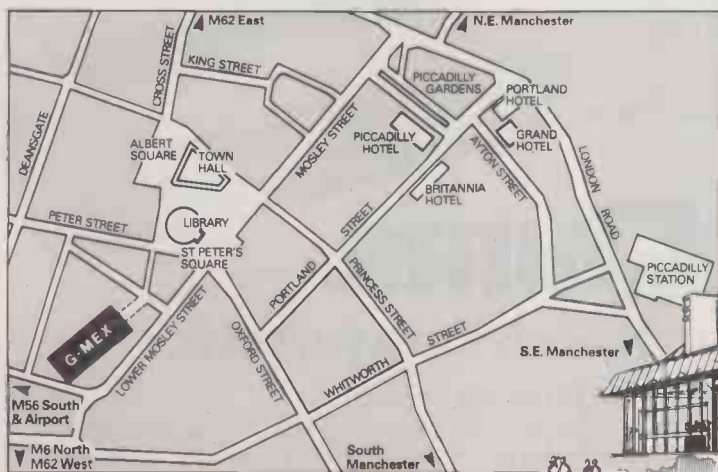 M62 East
N.E. Manchester
CROSS STREET
KING STREET
PICCADILLY
GARDENS
PORTLAND
HOTEL
DEANSGATE
MOSLEY STREET
ALBERT
SQUARE
TOWN
HALL
PICCADILLY
HOTEL
GRAND
HOTEL
AYTON STREET
LONDON
ROAD
BRITANNIA
HOTEL
PETER STREET
LIBRARY
ST PETER'S
SQUARE
STREET
PORTLAND
PRINCESS STREET
PICCADILLY
STATION
G-MEX
LOWER MOSLEY STREET
OXFORD STREET
STREET
WHITWORTH
S.E. Manchester
M56 South
& Airport
M6 North
M62 West
South
Manchester